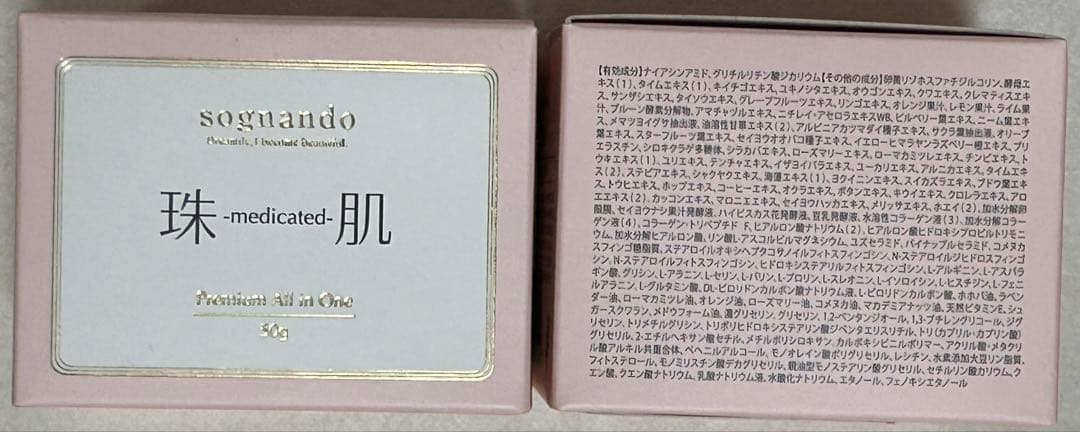 sognando
珠 -medicated- 肌
Premium All in One
50g
【有効成分】ナイアシンアミド、グリチルリチン酸ジカリウム【その他の成分】卵黄リゾホスファチジルコリン、酵母エ
キス(1)、タイムエキス(1)、キイチゴエキス、ユキノシタエキス、オウゴンエキス、クワエキス、クレマティスエキ
ス、サンザシエキス、タイソウエキス、グレープフルーツエキス、リンゴエキス、オレンジ果汁、レモン果汁、ライム果
汁、プルーン酵素分解物、アマチャヅルエキス、ニチレイ・アセロラエキスWB、ビルベリー葉エキス、ニーム葉エキ
ス、メマツヨイグサ抽出液、油溶性甘草エキス(2)、アルピニアカツマダイ種子エキス、サクラ葉抽出液、オリーブ
葉エキス、スターフルーツ葉エキス、セイヨウオオバコ種子エキス、イエローヒマラヤンラズベリー根エキス、ブリ
エラスチン、シロキクラゲ多糖体、シラカバエキス、ローズマリーエキス、ローマカミツレエキス、チンピエキス、ト
ウキエキス(1)、ユリエキス、テンチャエキス、イザヨイバラエキス、ユーカリエキス、アルニカエキス、タイムエキ
ス(2)、ステビアエキス、シャクヤクエキス、海藻エキス(1)、ヨクイニンエキス、スイカズラエキス、ブドウ葉エキ
ス、トウヒエキス、ホップエキス、コーヒーエキス、オクラエキス、ボタンエキス、キウイエキス、クロレラエキス、アロ
エエキス(2)、カッコンエキス、マロニエエキス、セイヨウハッカエキス、メリッサエキス、ホエイ(2)、加水分解卵
殻膜、セイヨウナシ果汁発酵液、ハイビスカス花発酵液、豆乳発酵液、水溶性コラーゲン液(3)、加水分解コラー
ゲン液(4)、コラーゲン・トリペプチド F、ヒアルロン酸ナトリウム(2)、ヒアルロン酸ヒドロキシプロピルトリモニ
ウム、加水分解ヒアルロン酸、リン酸L-アスコルビルマグネシウム、ユズセラミド、パイナップルセラミド、コメヌカ
スフィンゴ糖脂質、ステアロイルオキシヘプタコサノイルフィトスフィンゴシン、N-ステアロイルジヒドロスフィンゴ
シン、N-ステアロイルフィトスフィンゴシン、ヒドロキシステアリルフィトスフィンゴシン、L-アルギニン、L-アスパラ
ギン酸、グリシン、L-アラニン、L-セリン、L-バリン、L-プロリン、L-スレオニン、L-イソロイシン、L-ヒスチジン、L-フェニ
ルアラニン、L-グルタミン酸、DL-ピロリドンカルボン酸ナトリウム液、L-ピロリドンカルボン酸、ホホバ油、ラベン
ダー油、ローマカミツレ油、オレンジ油、ローズマリー油、コメヌカ油、マカデミアナッツ油、天然ビタミンE、シュ
ガースクワラン、メドウフォーム油、濃グリセリン、グリセリン、1,2-ペンタンジオール、1,3-ブチレングリコール、ジグ
リセリン、トリメチルグリシン、トリポリヒドロキシステアリン酸ジペンタエリスリチル、トリ(カプリル・カプリン酸)
グリセリル、2-エチルヘキサン酸セチル、メチルポリシロキサン、カルボキシビニルポリマー、アクリル酸・メタクリ
ル酸アルキル共重合体、ベヘニルアルコール、モノオレイン酸ポリグリセリル、レシチン、水素添加大豆リン脂質、
フィトステロール、モノミリスチン酸デカグリセリル、親油型モノステアリン酸グリセリル、セチルリン酸カリウム、ク
エン酸、クエン酸ナトリウム、乳酸ナトリウム液、水酸化ナトリウム、エタノール、フェノキシエタノール